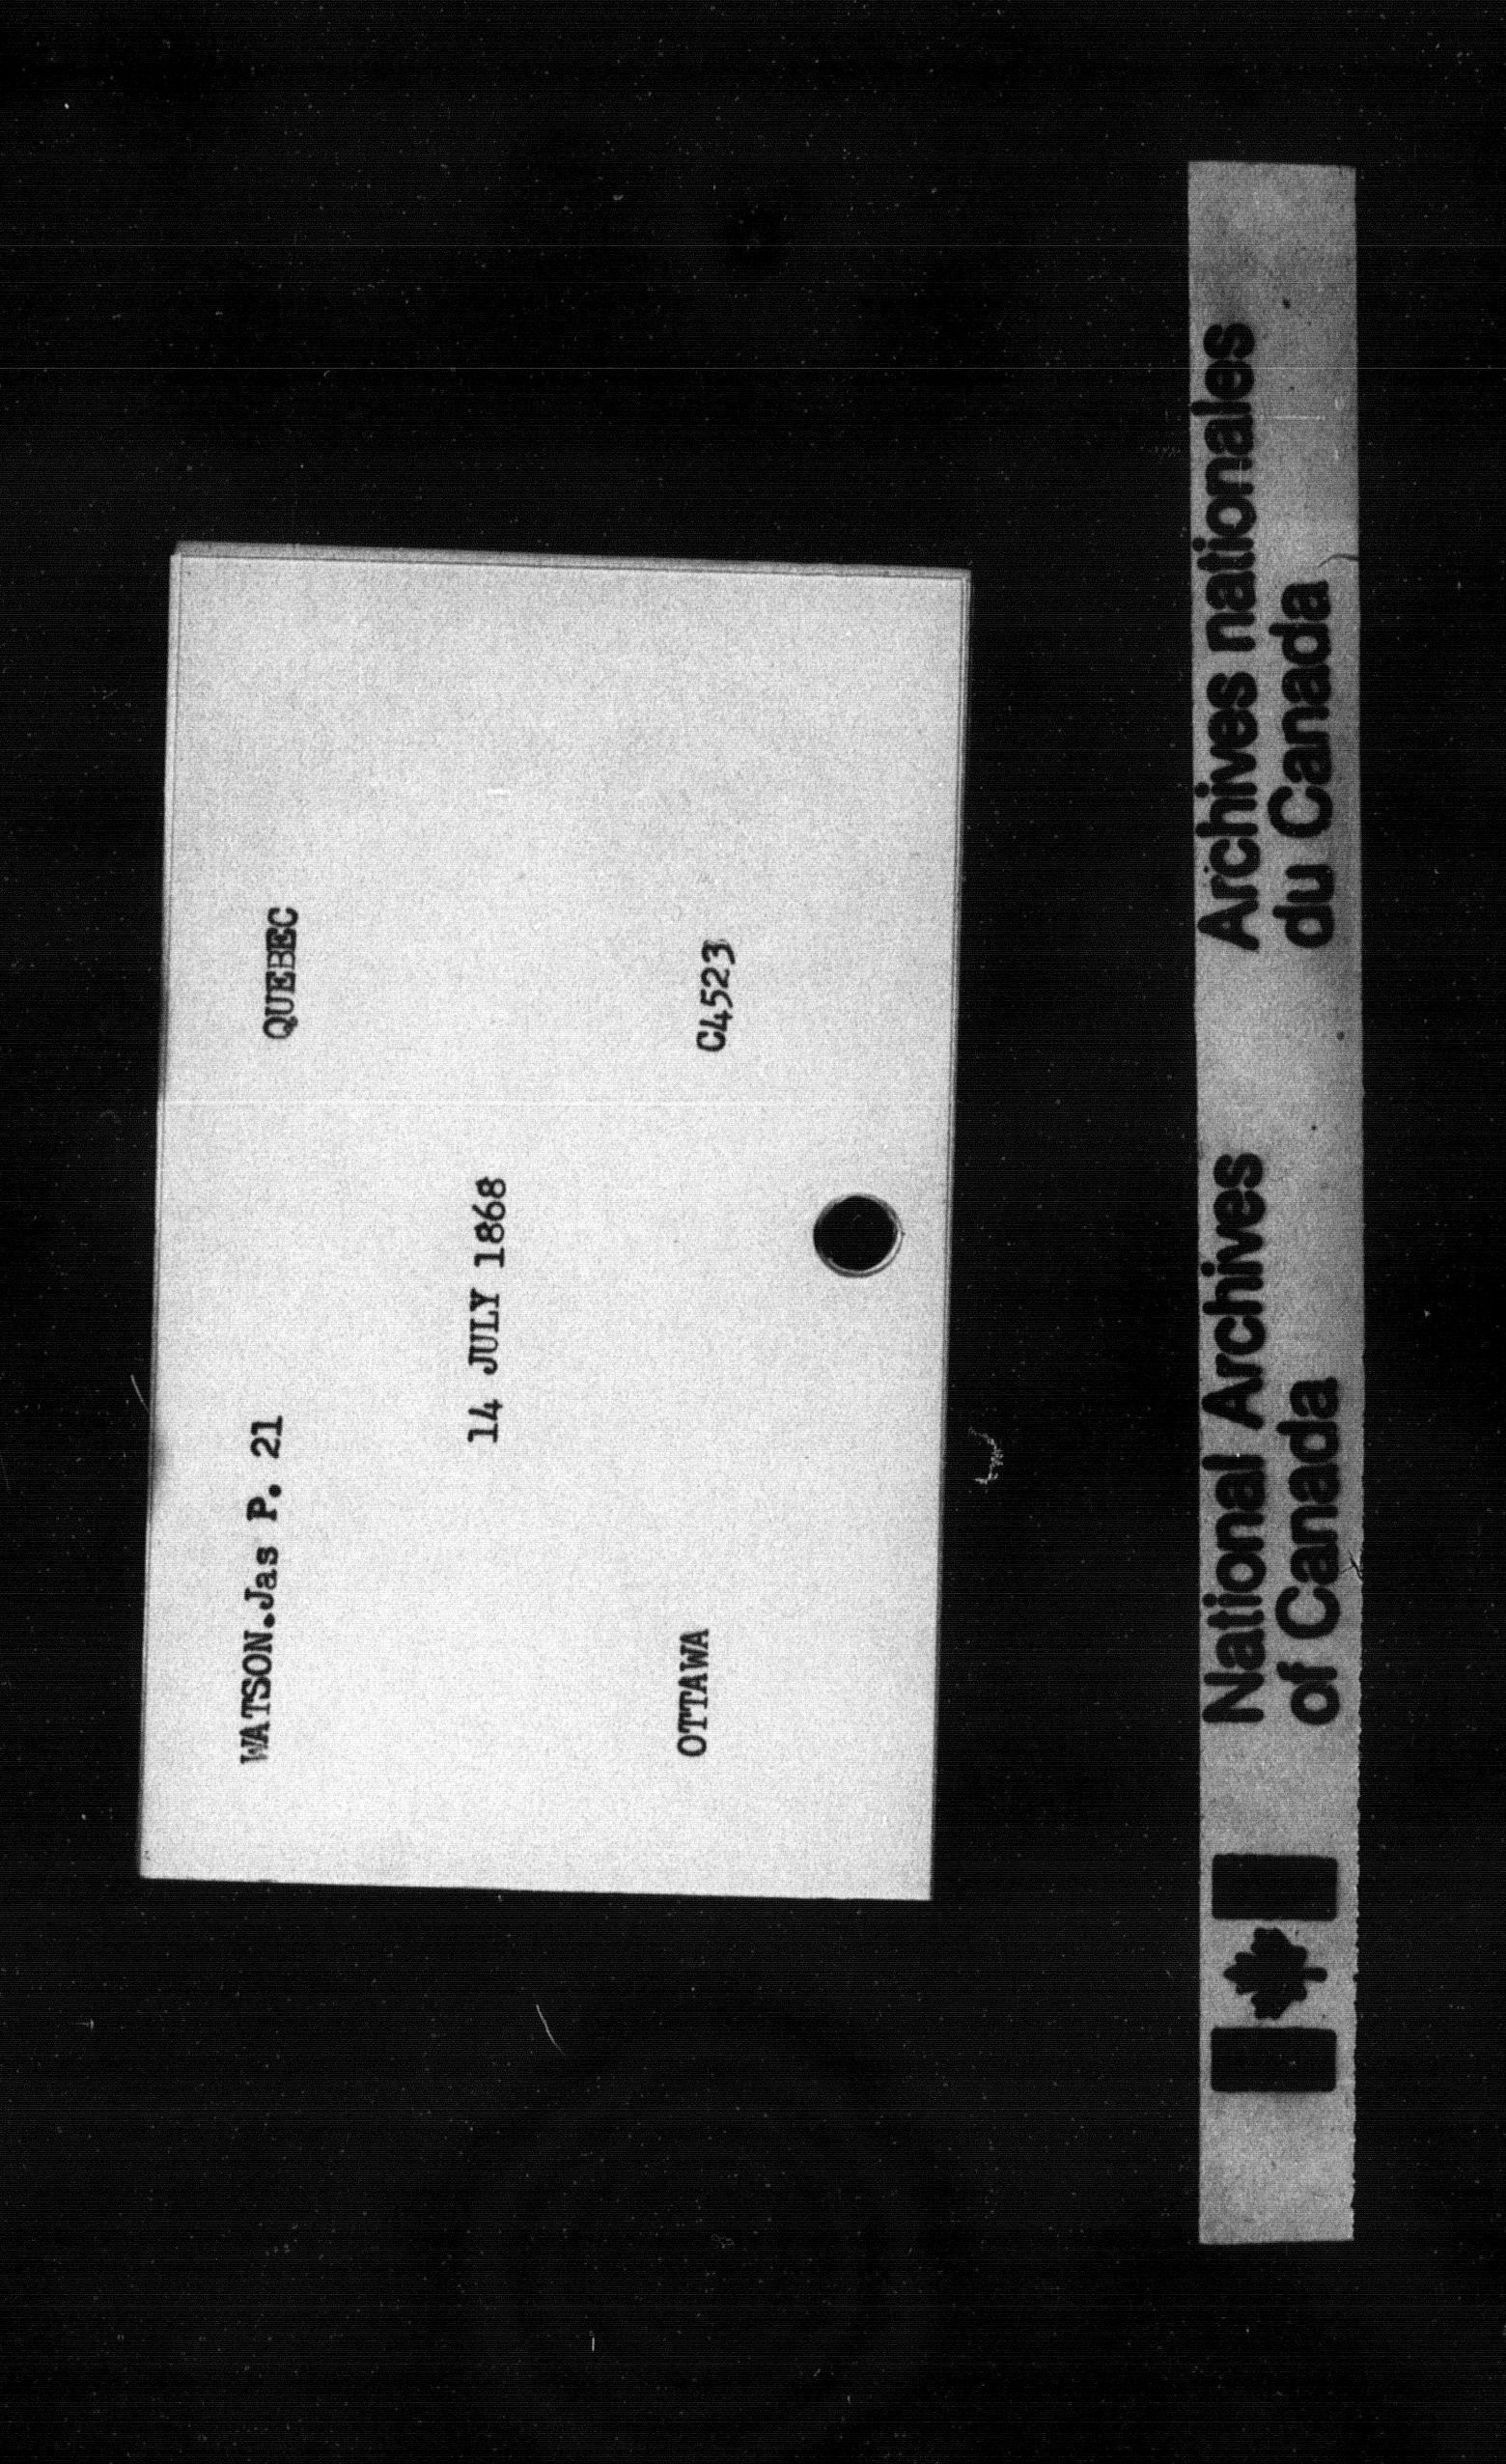 WATSON.Jas P. 21 QUEBEC
14 JULY 1868
OTTAWA C4523
National Archives
of Canada
Archives nationales
du Canada